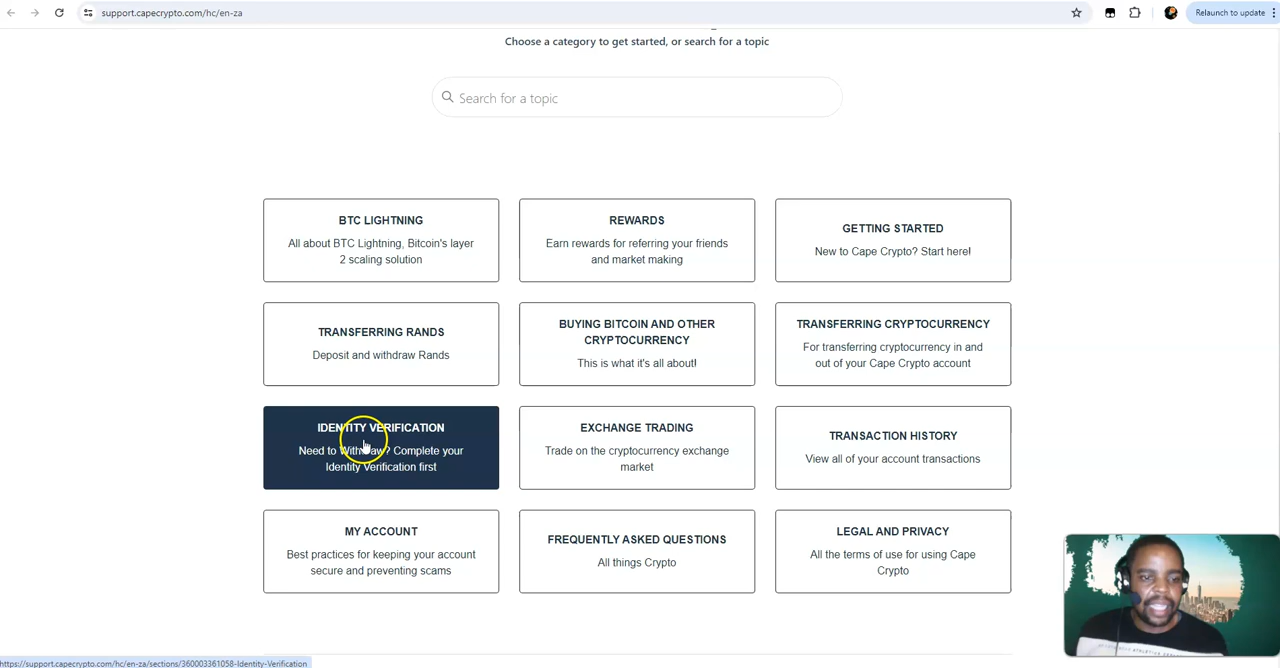 support.capecrypto.com/hc/en-za
Relaunch to update
Choose a category to get started, or search for a topic
Search for a topic
BTC LIGHTNING
All about BTC Lightning, Bitcoin's layer
2 scaling solution
REWARDS
Earn rewards for referring your friends
and market making
GETTING STARTED
New to Cape Crypto? Start here!
TRANSFERRING RANDS
Deposit and withdraw Rands
BUYING BITCOIN AND OTHER
CRYPTOCURRENCY
This is what it's all about!
TRANSFERRING CRYPTOCURRENCY
For transferring cryptocurrency in and
out of your Cape Crypto account
IDENTITY VERIFICATION
Need to Withdraw? Complete your
Identity Verification first
EXCHANGE TRADING
Trade on the cryptocurrency exchange
market
TRANSACTION HISTORY
View all of your account transactions
MY ACCOUNT
Best practices for keeping your account
secure and preventing scams
FREQUENTLY ASKED QUESTIONS
All things Crypto
LEGAL AND PRIVACY
All the terms of use for using Cape
Crypto
https://support.capecrypto.com/hc/en-za/sections/360003361058-Identity-Verification